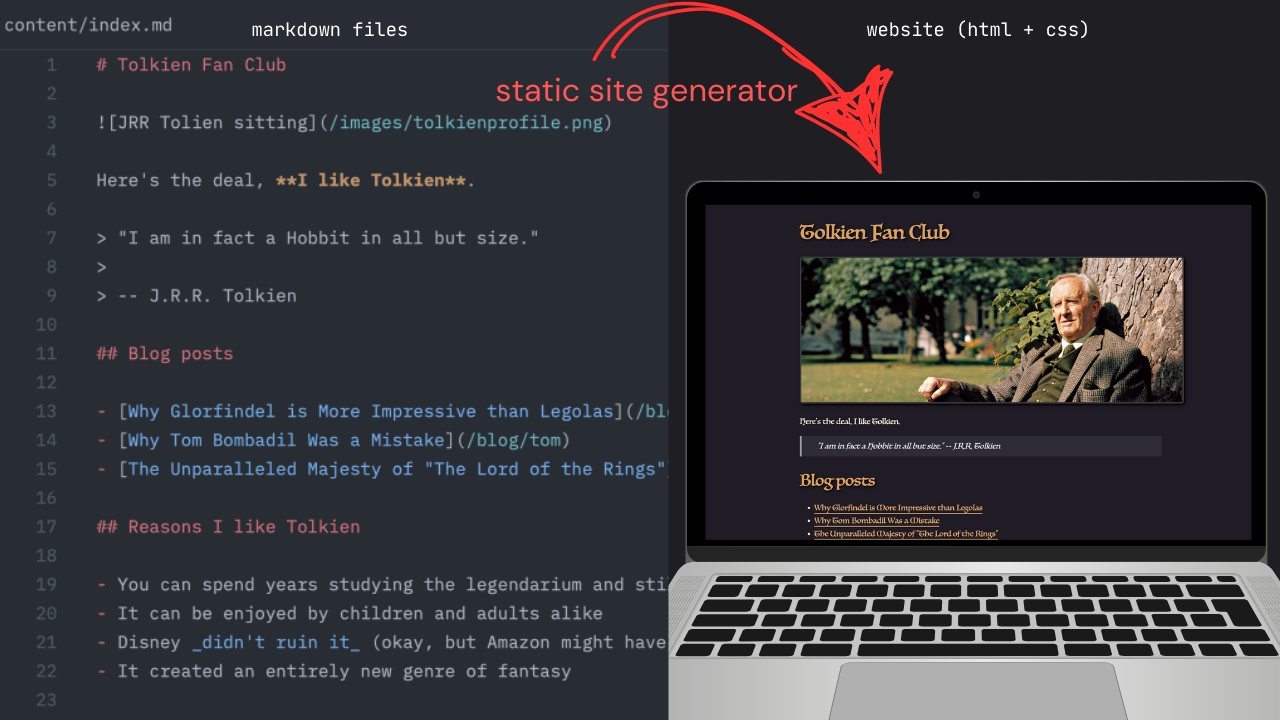 content/index.md
markdown files
website (html + css)
static site generator
1 # Tolkien Fan Club
2
3 ![JRR Tolien sitting](/images/tolkienprofile.png)
4
5 Here's the deal, **I like Tolkien**.
6
7 > "I am in fact a Hobbit in all but size."
8 >
9 > -- J.R.R. Tolkien
10
11 ## Blog posts
12
13 - [Why Glorfindel is More Impressive than Legolas](/bl
14 - [Why Tom Bombadil Was a Mistake](/blog/tom)
15 - [The Unparalleled Majesty of "The Lord of the Rings"]
16
17 ## Reasons I like Tolkien
18
19 - You can spend years studying the legendarium and sti
20 - It can be enjoyed by children and adults alike
21 - Disney _didn't ruin it_ (okay, but Amazon might have
22 - It created an entirely new genre of fantasy
23
Tolkien Fan Club
Here's the deal, I like Tolkien.
"I am in fact a Hobbit in all but size." -- J.R.R. Tolkien
Blog posts
• Why Glorfindel is More Impressive than Legolas
• Why Tom Bombadil Was a Mistake
• The Unparalleled Majesty of "The Lord of the Rings"